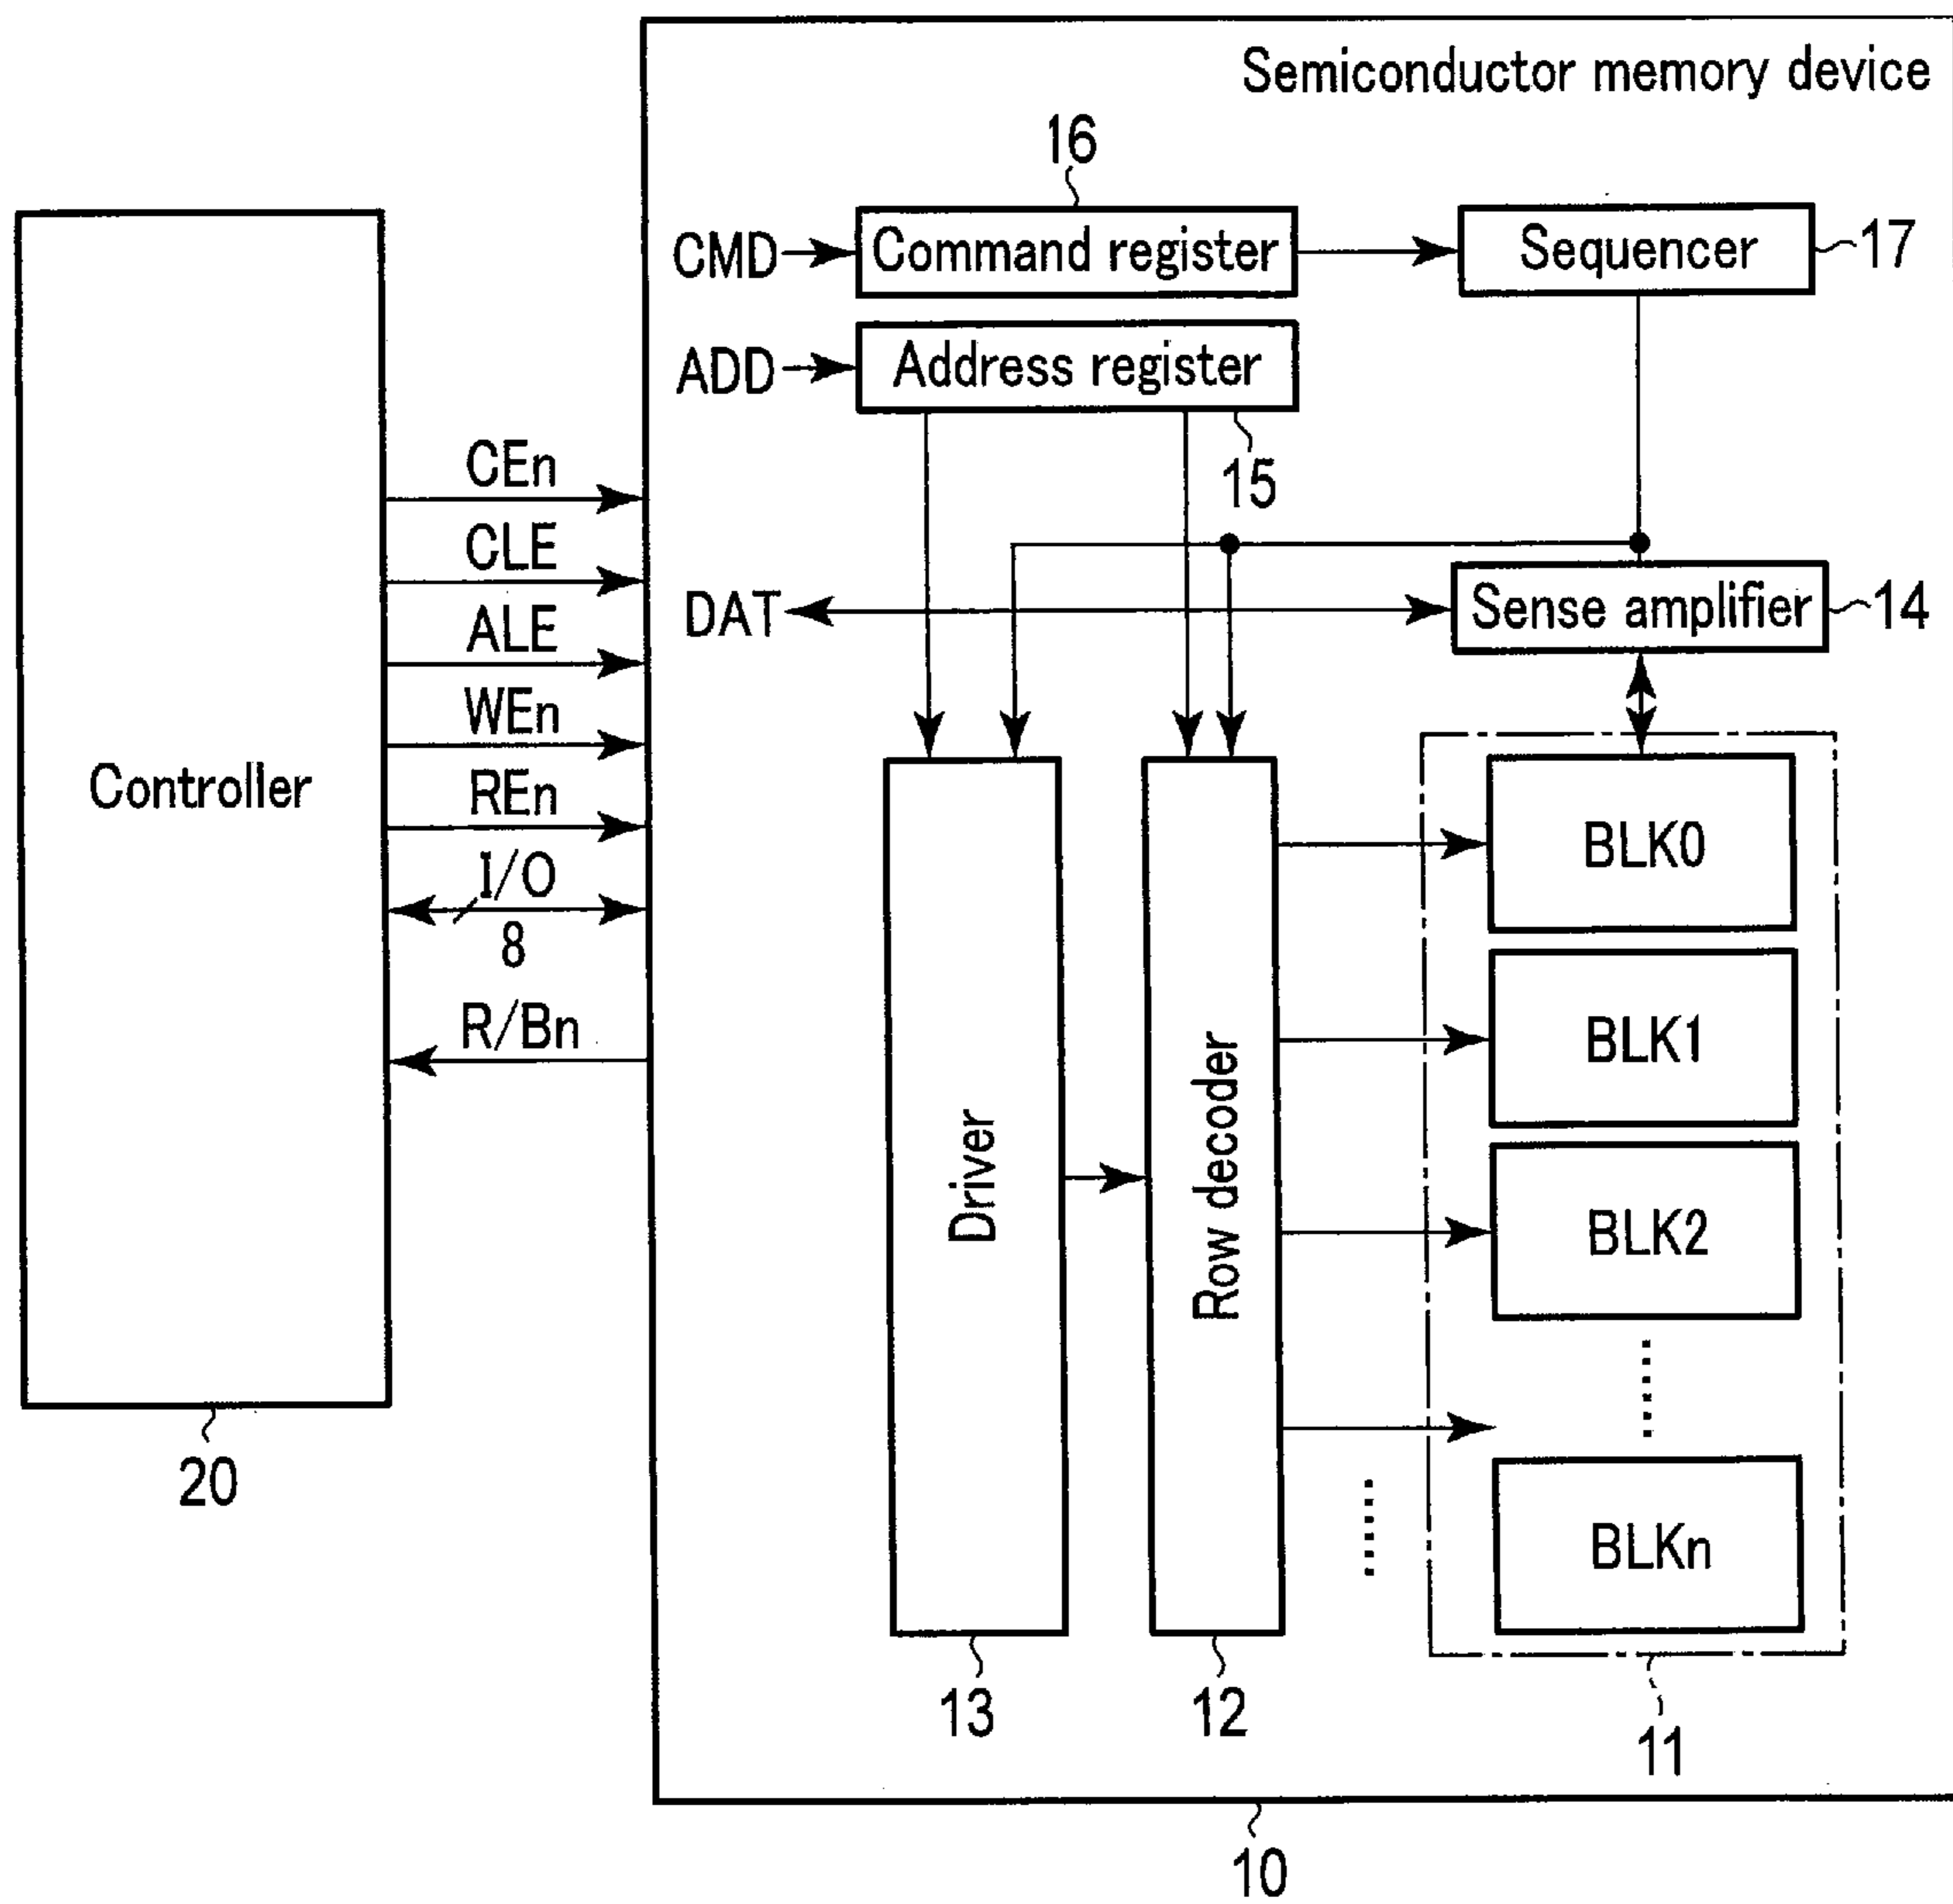 Semiconductor memory device
16
CMD
Command register
Sequencer
17
ADD
Address register
15
CEn
CLE
ALE
WEn
REn
I/O
8
R/Bn
Controller
20
DAT
Sense amplifier
14
Driver
Row decoder
BLK0
BLK1
BLK2
BLKn
13
12
11
10